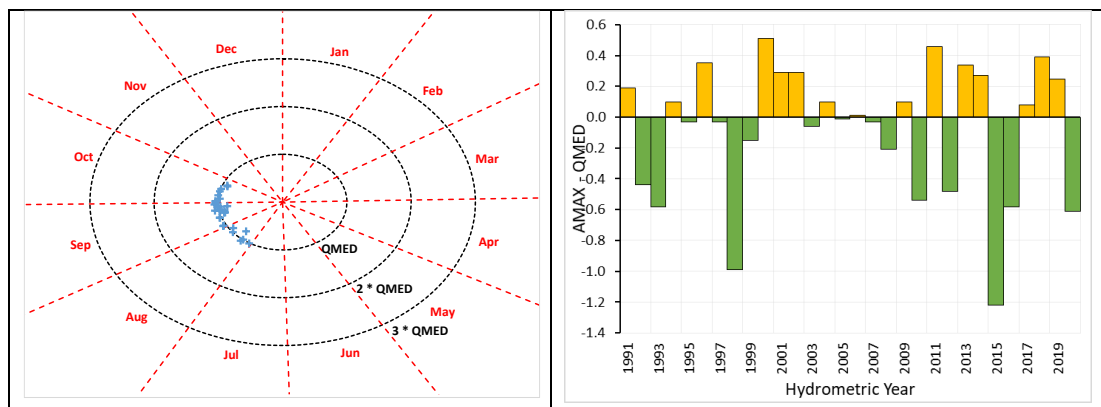 Dec
Jan
Nov
Feb
Oct
Mar
Sep
Apr
Aug
May
Jul
Jun
QMED
2 * QMED
3 * QMED
0.6
0.4
0.2
0.0
-0.2
-0.4
-0.6
-0.8
-1.0
-1.2
-1.4
AMAX - QMED
1991
1993
1995
1997
1999
2001
2003
2005
2007
2009
2011
2013
2015
2017
2019
Hydrometric Year